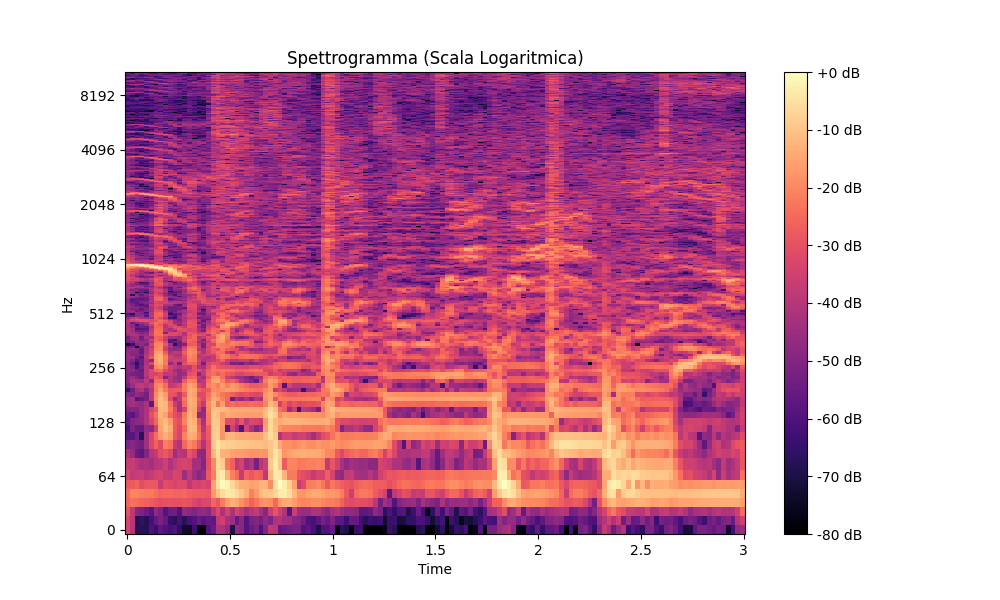 Spettrogramma (Scala Logaritmica)
Hz
8192
4096
2048
1024
512
256
128
64
0
0
0.5
1
1.5
2
2.5
3
Time
+0 dB
-10 dB
-20 dB
-30 dB
-40 dB
-50 dB
-60 dB
-70 dB
-80 dB